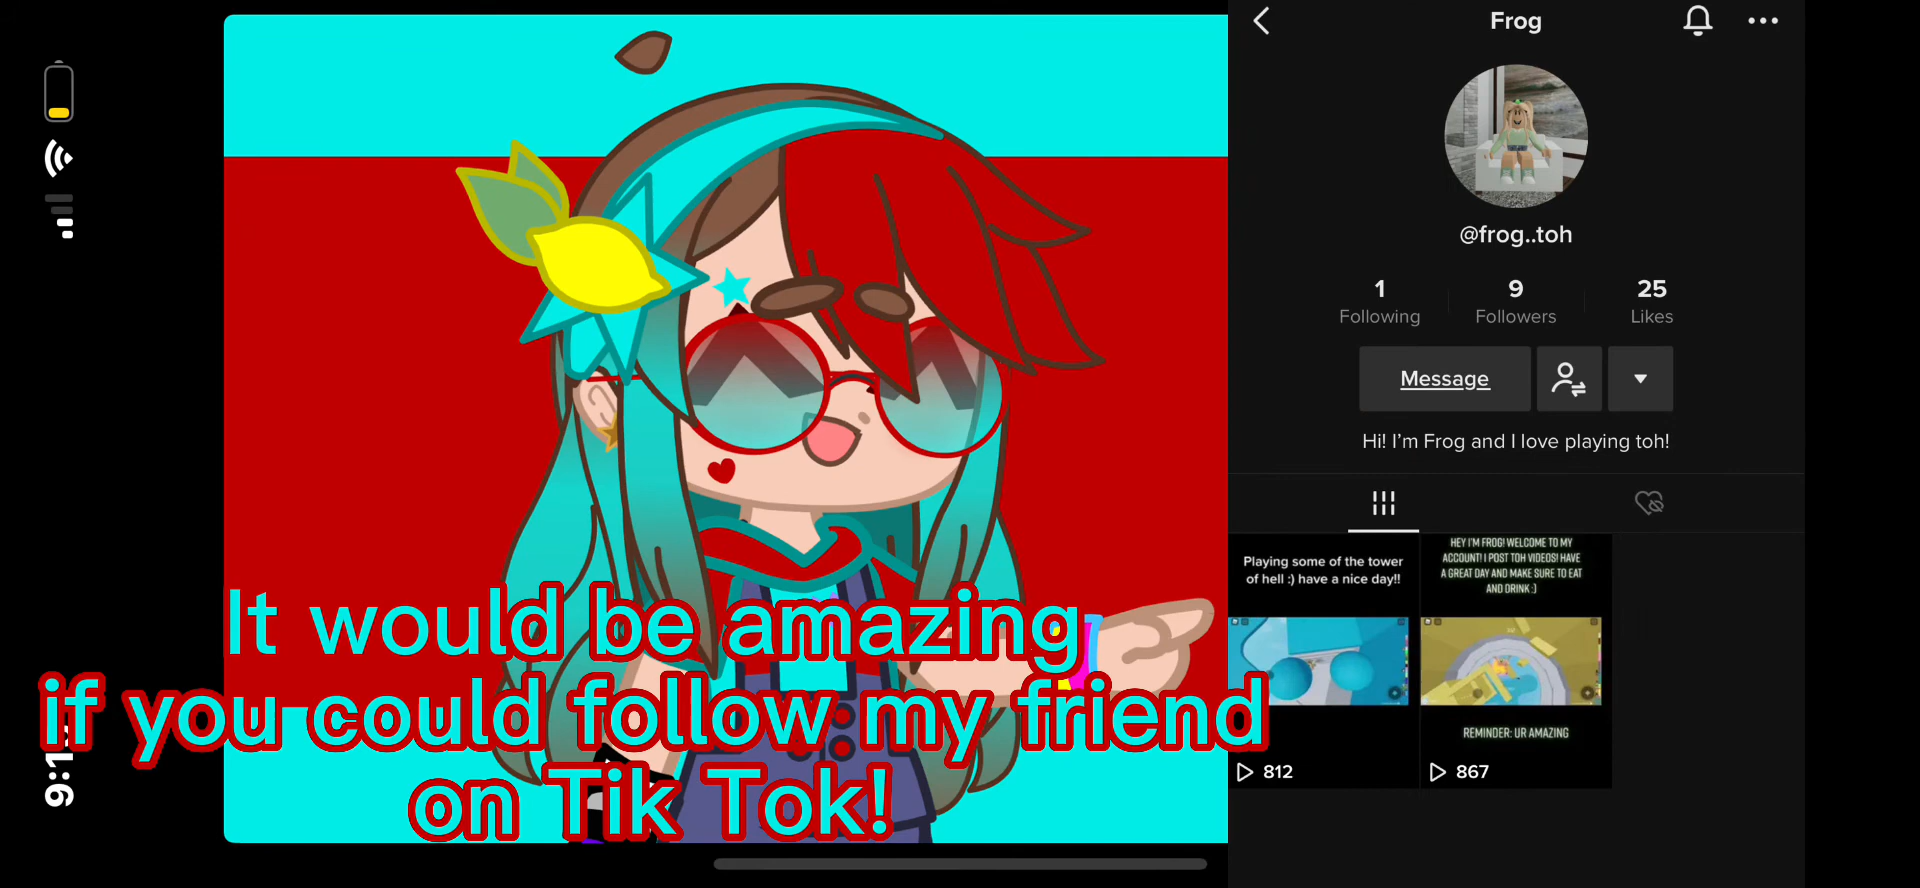 It would be amazing
if you could follow my friend
on Tik Tok!
Frog
@frog..toh
1
Following
9
Followers
25
Likes
Message
Hi! I'm Frog and I love playing toh!
Playing some of the tower
of hell :) have a nice day!!
812
HEY I'M FROG! WELCOME TO MY
ACCOUNT! I POST TOH VIDEOS! HAVE
A GREAT DAY AND MAKE SURE TO EAT
AND DRINK :)
REMINDER: UR AMAZING
867